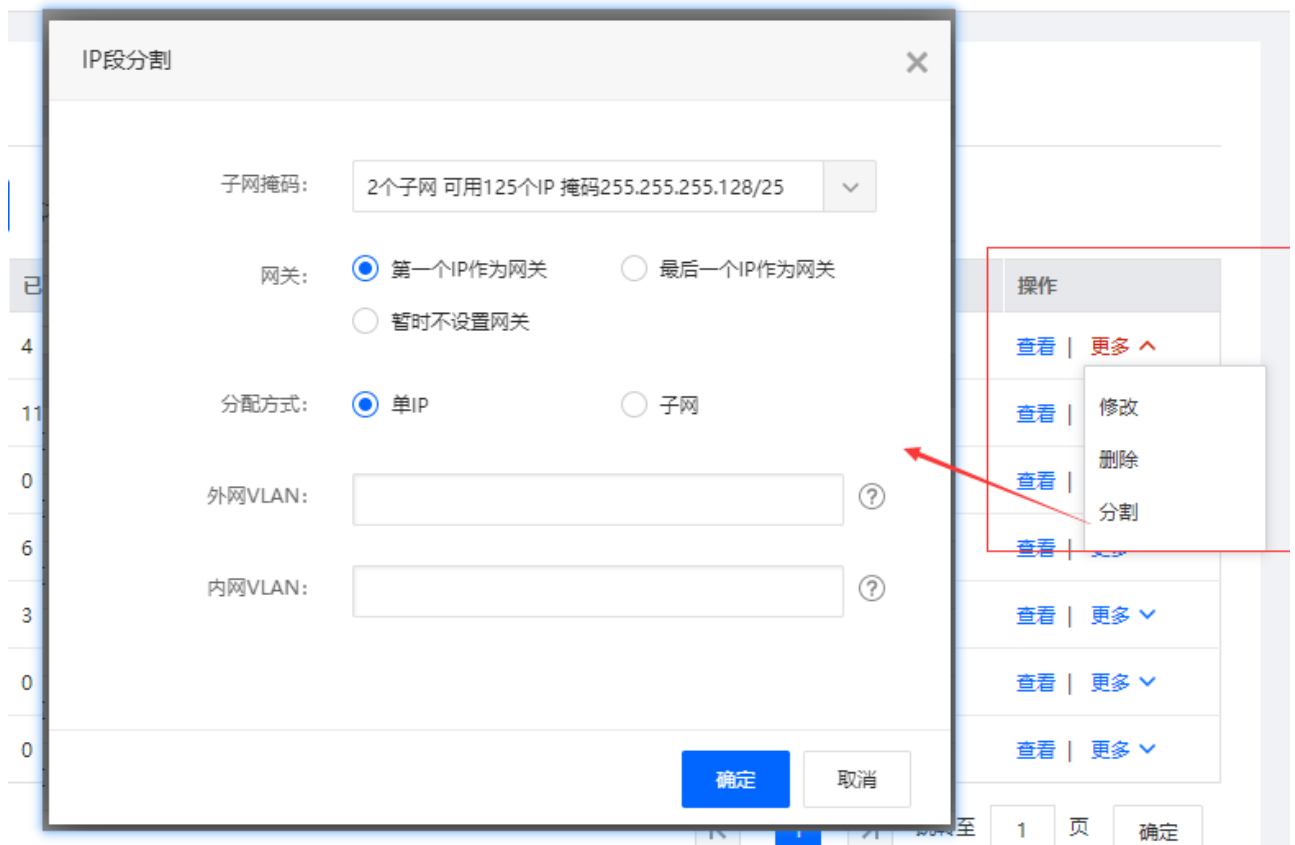 IP段分割
子网掩码：
2个子网 可用125个IP 掩码255.255.255.128/25
网关：
第一个IP作为网关
最后一个IP作为网关
暂时不设置网关
分配方式：
单IP
子网
外网VLAN：
内网VLAN：
确定
取消
已
操作
4
查看 | 更多
修改
删除
分割
11
查看 |
0
查看 |
6
查看 |
3
查看 | 更多
0
查看 | 更多
0
查看 | 更多
1
页
确定